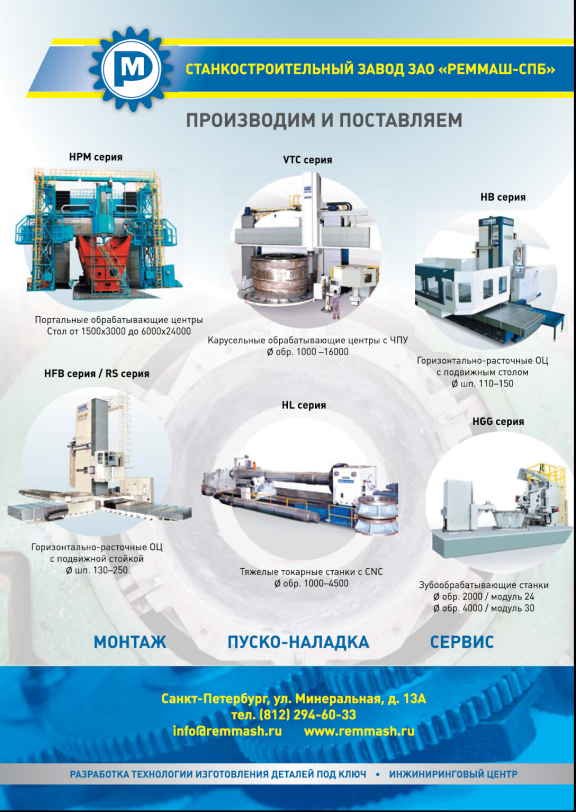 РМ
СТАНКОСТРОИТЕЛЬНЫЙ ЗАВОД ЗАО «РЕММАШ-СПБ»
ПРОИЗВОДИМ И ПОСТАВЛЯЕМ
HPM серия
Портальные обрабатывающие центры
Стол от 1500x3000 до 6000x24000
VTC серия
Карусельные обрабатывающие центры с ЧПУ
Ø обр. 1000 –16000
HB серия
Горизонтально-расточные ОЦ
с подвижным столом
Ø шп. 110–150
HFB серия / RS серия
Горизонтально-расточные ОЦ
с подвижной стойкой
Ø шп. 130–250
HL серия
Тяжелые токарные станки с CNC
Ø обр. 1000–4500
HGG серия
Зубообрабатывающие станки
Ø обр. 2000 / модуль 24
Ø обр. 4000 / модуль 30
МОНТАЖ ПУСКО-НАЛАДКА СЕРВИС
Санкт-Петербург, ул. Минеральная, д. 13А
тел. (812) 294-60-33
info@remmash.ru www.remmash.ru
РАЗРАБОТКА ТЕХНОЛОГИИ ИЗГОТОВЛЕНИЯ ДЕТАЛЕЙ ПОД КЛЮЧ • ИНЖИНИРИНГОВЫЙ ЦЕНТР